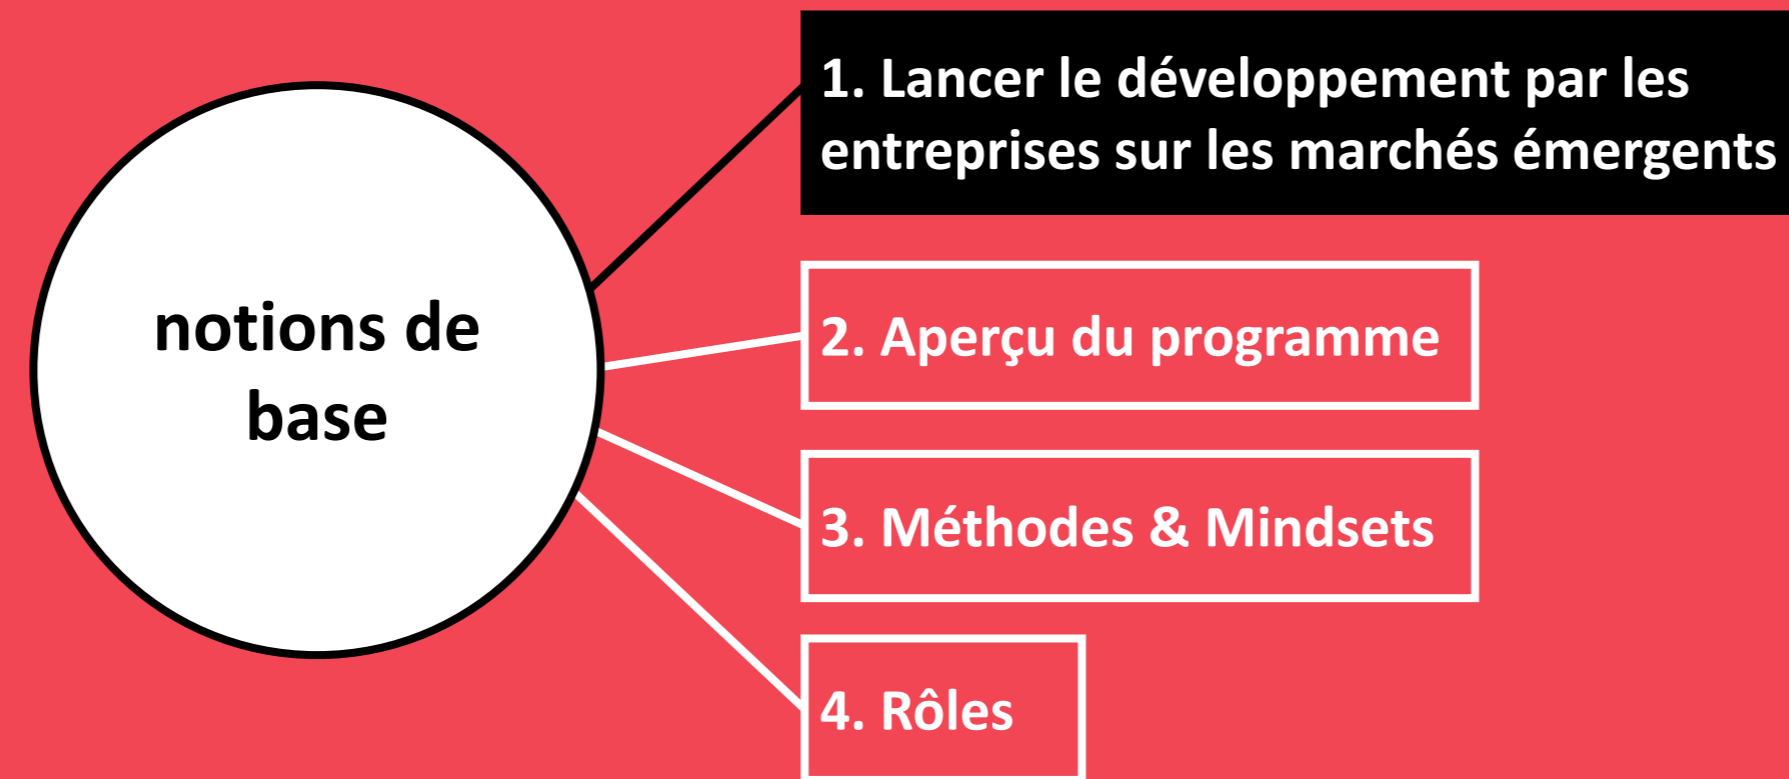 notions de
base
1. Lancer le développement par les
entreprises sur les marchés émergents
2. Aperçu du programme
3. Méthodes & Mindsets
4. Rôles